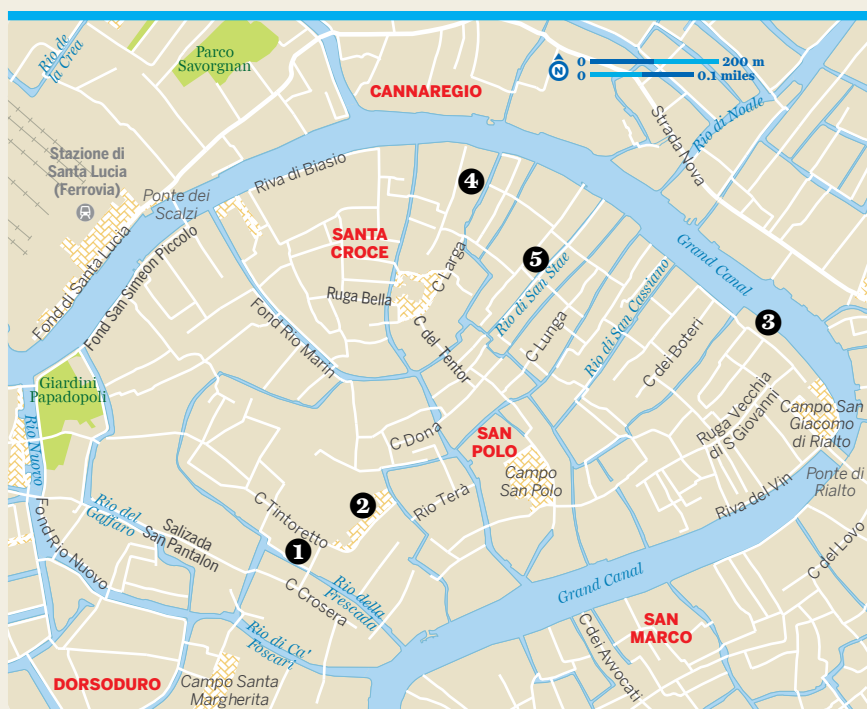 Rio de
la Crea
Parco
Savorgnan
0 200 m
0 0.1 miles
N
CANNAREGIO
Strada Nova
Rio di Noale
Stazione di
Santa Lucia
(Ferrovia)
Ponte dei
Scalzi
Riva di Biasio
4
SANTA
CROCE
C Larga
5
Rio di San Stae
Rio di San Cassiano
Grand Canal
Fond di Santa Lucia
Fond San Simeon Piccolo
Ruga Bella
Fond Rio Marin
C del Tentor
C Lunga
C dei Boteri
3
Giardini
Papadopoli
Rio Nuovo
C Dona
SAN
POLO
Campo
San Polo
Ruga Vecchia
di S Giovanni
Campo San
Giacomo
di Rialto
Ponte di
Rialto
Riva del Vin
2
C Tintoretto
Rio Terà
Rio del
Gaffaro
Salizada
San Pantalon
Fond Rio Nuovo
1
C Crosera
Rio della
Frescada
Grand Canal
C del Lovo
SAN
MARCO
C dei Avvocati
Rio di Ca'
Foscari
DORSODURO
Campo Santa
Margherita